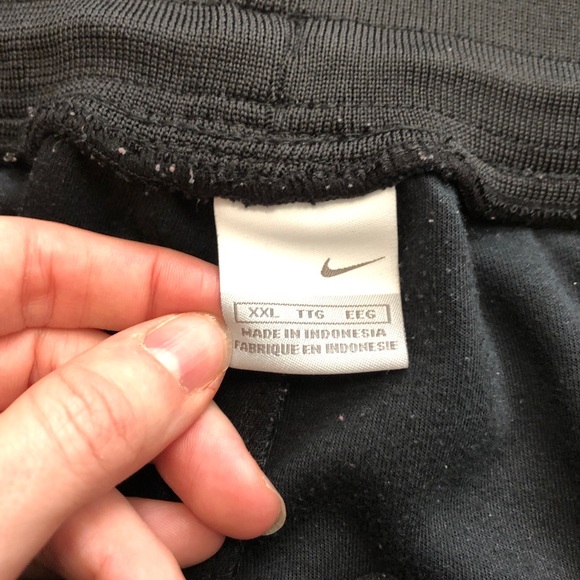 XXL TTG EEG
MADE IN INDONESIA
FABRIQUE EN INDONESIE